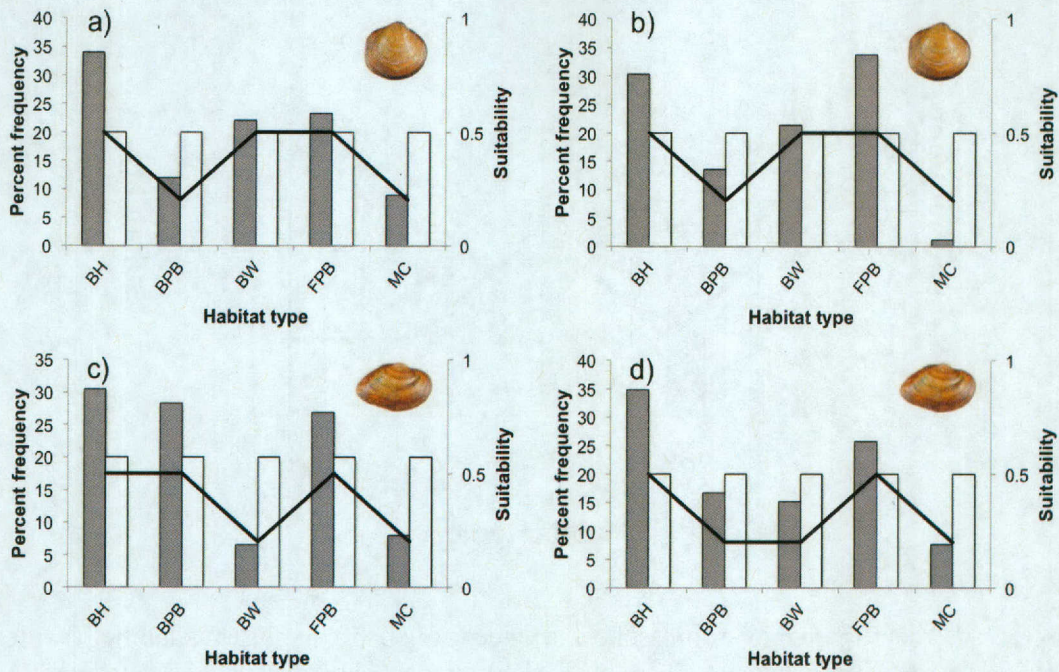 a)
40
35
30
25
20
15
10
5
0
Percent frequency
1
0.5
0
Suitability
BH
BPB
BW
FPB
MC
Habitat type
b)
40
35
30
25
20
15
10
5
0
Percent frequency
1
0.5
0
Suitability
BH
BPB
BW
FPB
MC
Habitat type
c)
35
30
25
20
15
10
5
0
Percent frequency
1
0.5
0
Suitability
BH
BPB
BW
FPB
MC
Habitat type
d)
40
35
30
25
20
15
10
5
0
Percent frequency
1
0.5
0
Suitability
BH
BPB
BW
FPB
MC
Habitat type